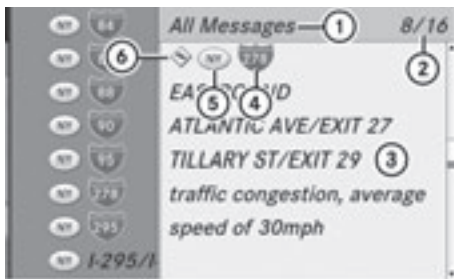 NY 84 All Messages 1 8/16
6 NY 278 2
NY 88 5 4
NY 90 ATLANTIC AVE/EXIT 27
NY 95 TILLARY ST/EXIT 29 3
NY 278 traffic congestion, average
NY 295 speed of 30mph
NY I-295/I-